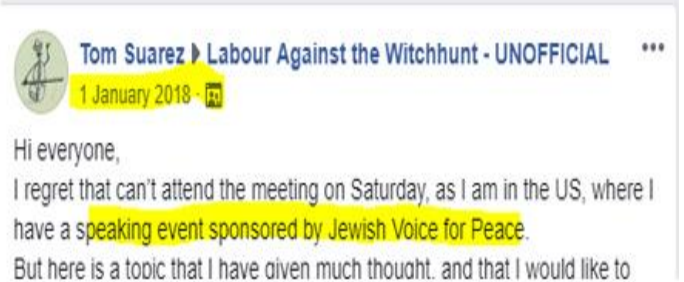 Tom Suarez ▸ Labour Against the Witchhunt - UNOFFICIAL
1 January 2018 ·
Hi everyone,
I regret that can't attend the meeting on Saturday, as I am in the US, where I
have a speaking event sponsored by Jewish Voice for Peace.
But here is a topic that I have given much thought, and that I would like to